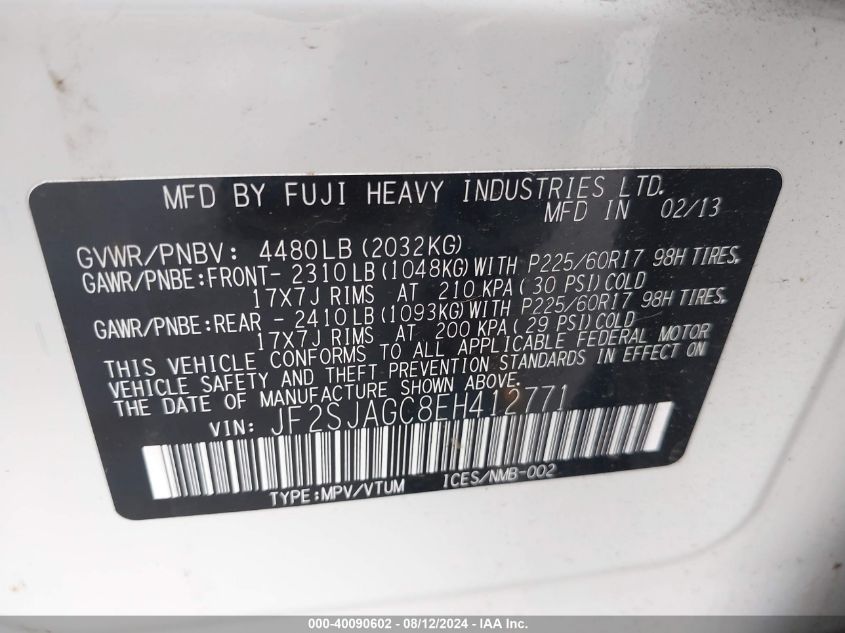 MFD BY FUJI HEAVY INDUSTRIES LTD.
MFD IN 02/13
GVWR/PNBV: 4480LB (2032KG)
GAWR/PNBE:FRONT- 2310LB (1048KG) WITH P225/60R17 98H TIRES,
17X7J RIMS AT 210 KPA (30 PSI) COLD
GAWR/PNBE:REAR - 2410LB (1093KG) WITH P225/60R17 98H TIRES,
17X7J RIMS AT 200 KPA (29 PSI) COLD
THIS VEHICLE CONFORMS TO ALL APPLICABLE FEDERAL MOTOR
VEHICLE SAFETY AND THEFT PREVENTION STANDARDS IN EFFECT ON
THE DATE OF MANUFACTURE SHOWN ABOVE.
VIN: JF2SJAGC8EH412771
TYPE:MPV/VTUM ICES/NMB-002
000-40090602 - 08/12/2024 - IAA Inc.